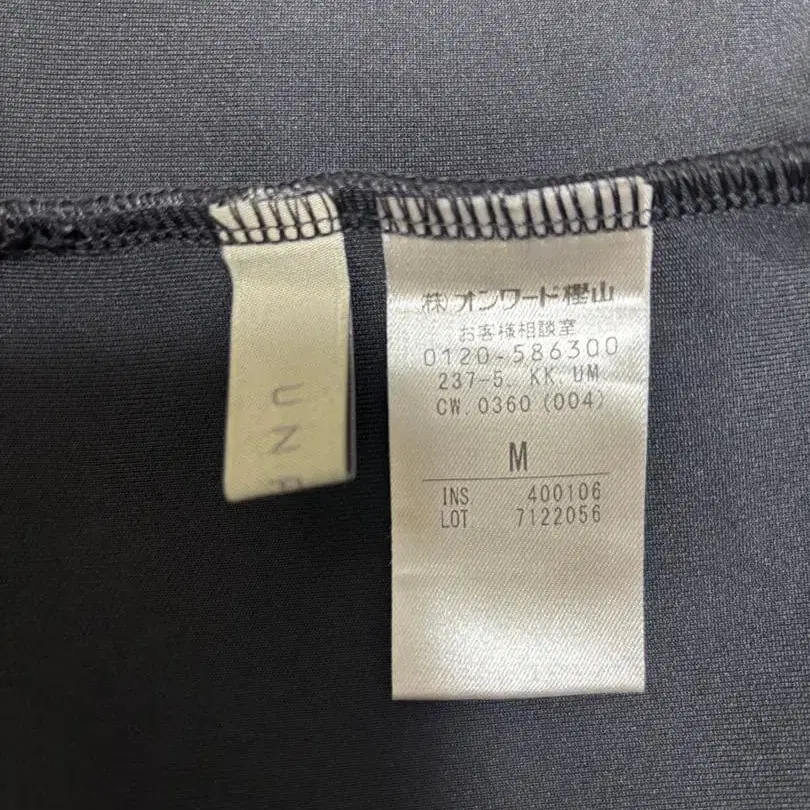 UN
㈱オンワード樫山
お客様相談室
0120-586300
237-5. KK. UM
CW. 0360 (004)
M
INS 400106
LOT 7122056